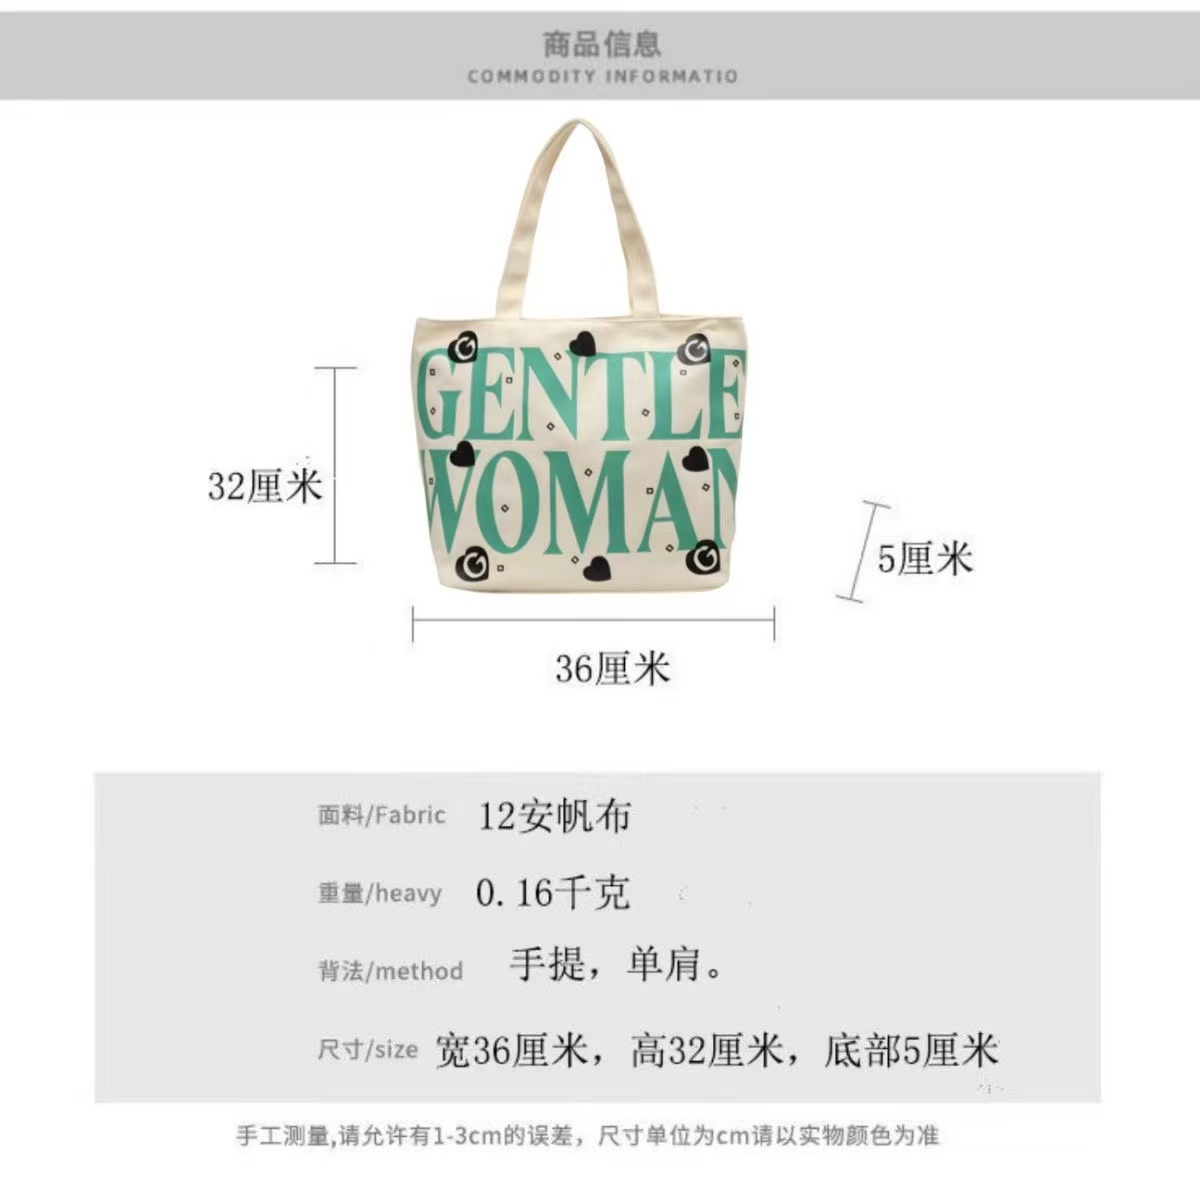 商品信息
COMMODITY INFORMATIO
GENTLE
WOMAN
32厘米
5厘米
36厘米
面料/Fabric 12安帆布
重量/heavy 0.16千克
背法/method 手提，单肩。
尺寸/size 宽36厘米，高32厘米，底部5厘米
手工测量,请允许有1-3cm的误差，尺寸单位为cm请以实物颜色为准